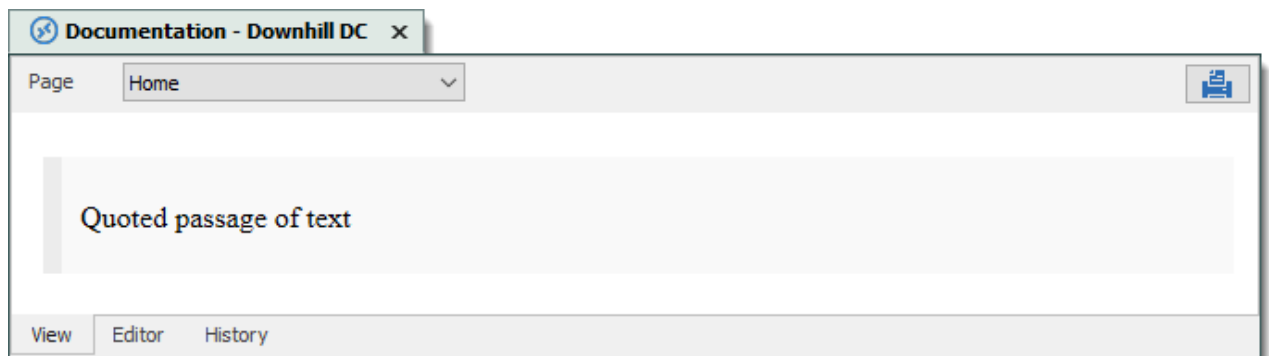 Documentation - Downhill DC
Page Home
Quoted passage of text
View Editor History